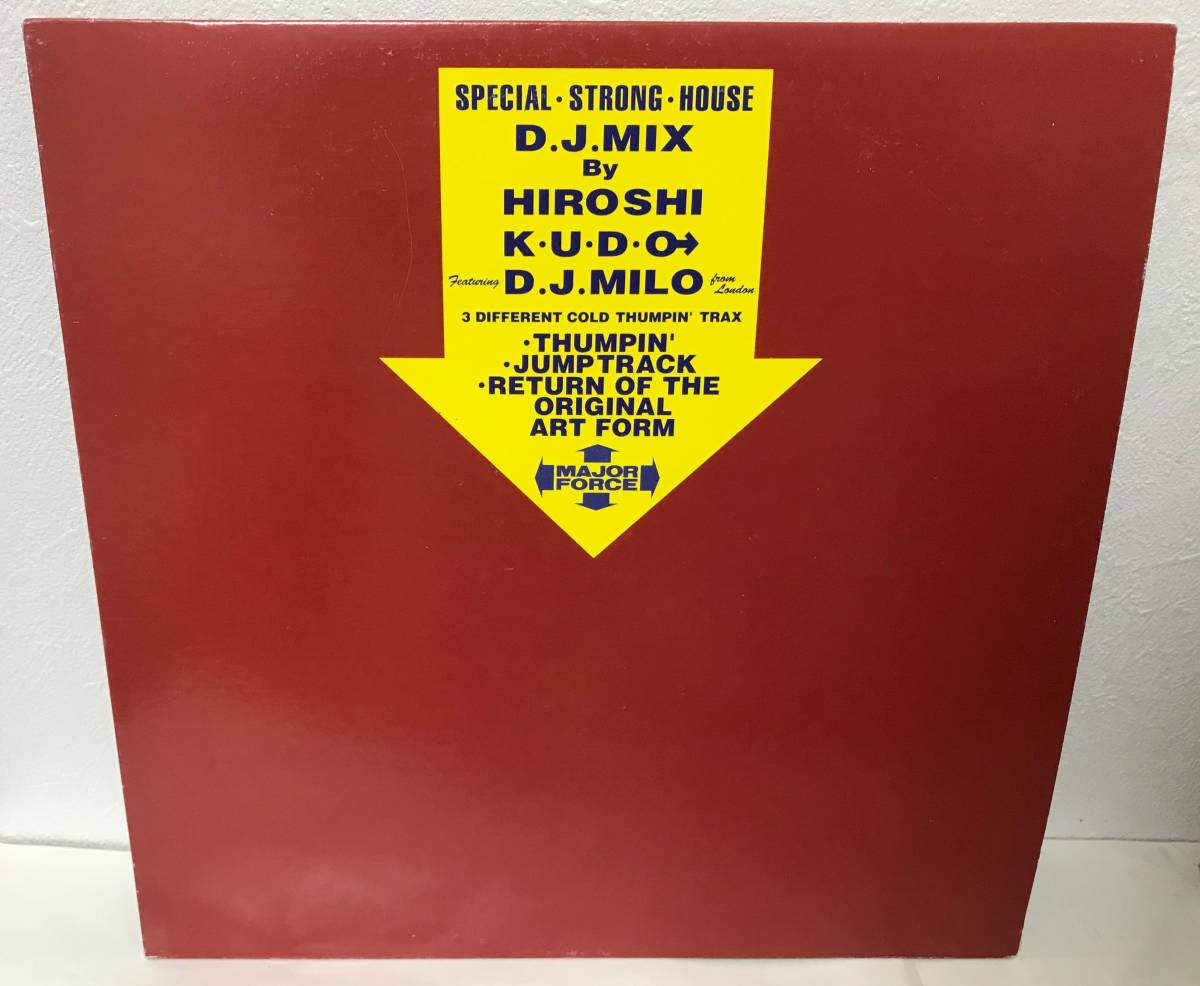 SPECIAL・STRONG・HOUSE
D.J.MIX
By
HIROSHI
K・U・D・O→
Featuring D.J.MILO from London
3 DIFFERENT COLD THUMPIN' TRAX
・THUMPIN'
・JUMPTRACK
・RETURN OF THE
ORIGINAL
ART FORM
MAJOR
FORCE